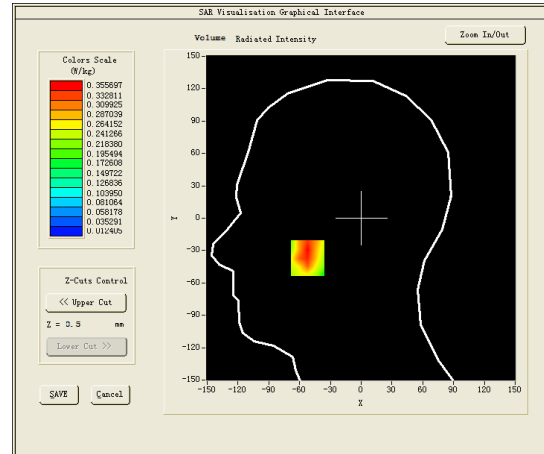 SAR Visualisation Graphical Interface
Volume Radiated Intensity
Zoom In/Out
Colors Scale
(W/kg)
0.355697
0.332811
0.309925
0.287039
0.264152
0.241266
0.218380
0.195494
0.172608
0.149722
0.126836
0.103950
0.081064
0.058178
0.035291
0.012405
Z-Cuts Control
<< Upper Cut
Z = 0.5 mm
Lower Cut >>
SAVE Cancel
150
120
90
60
30
0
-30
-60
-90
-120
-150
Y
-150 -120 -90 -60 -30 0 30 60 90 120 150
X